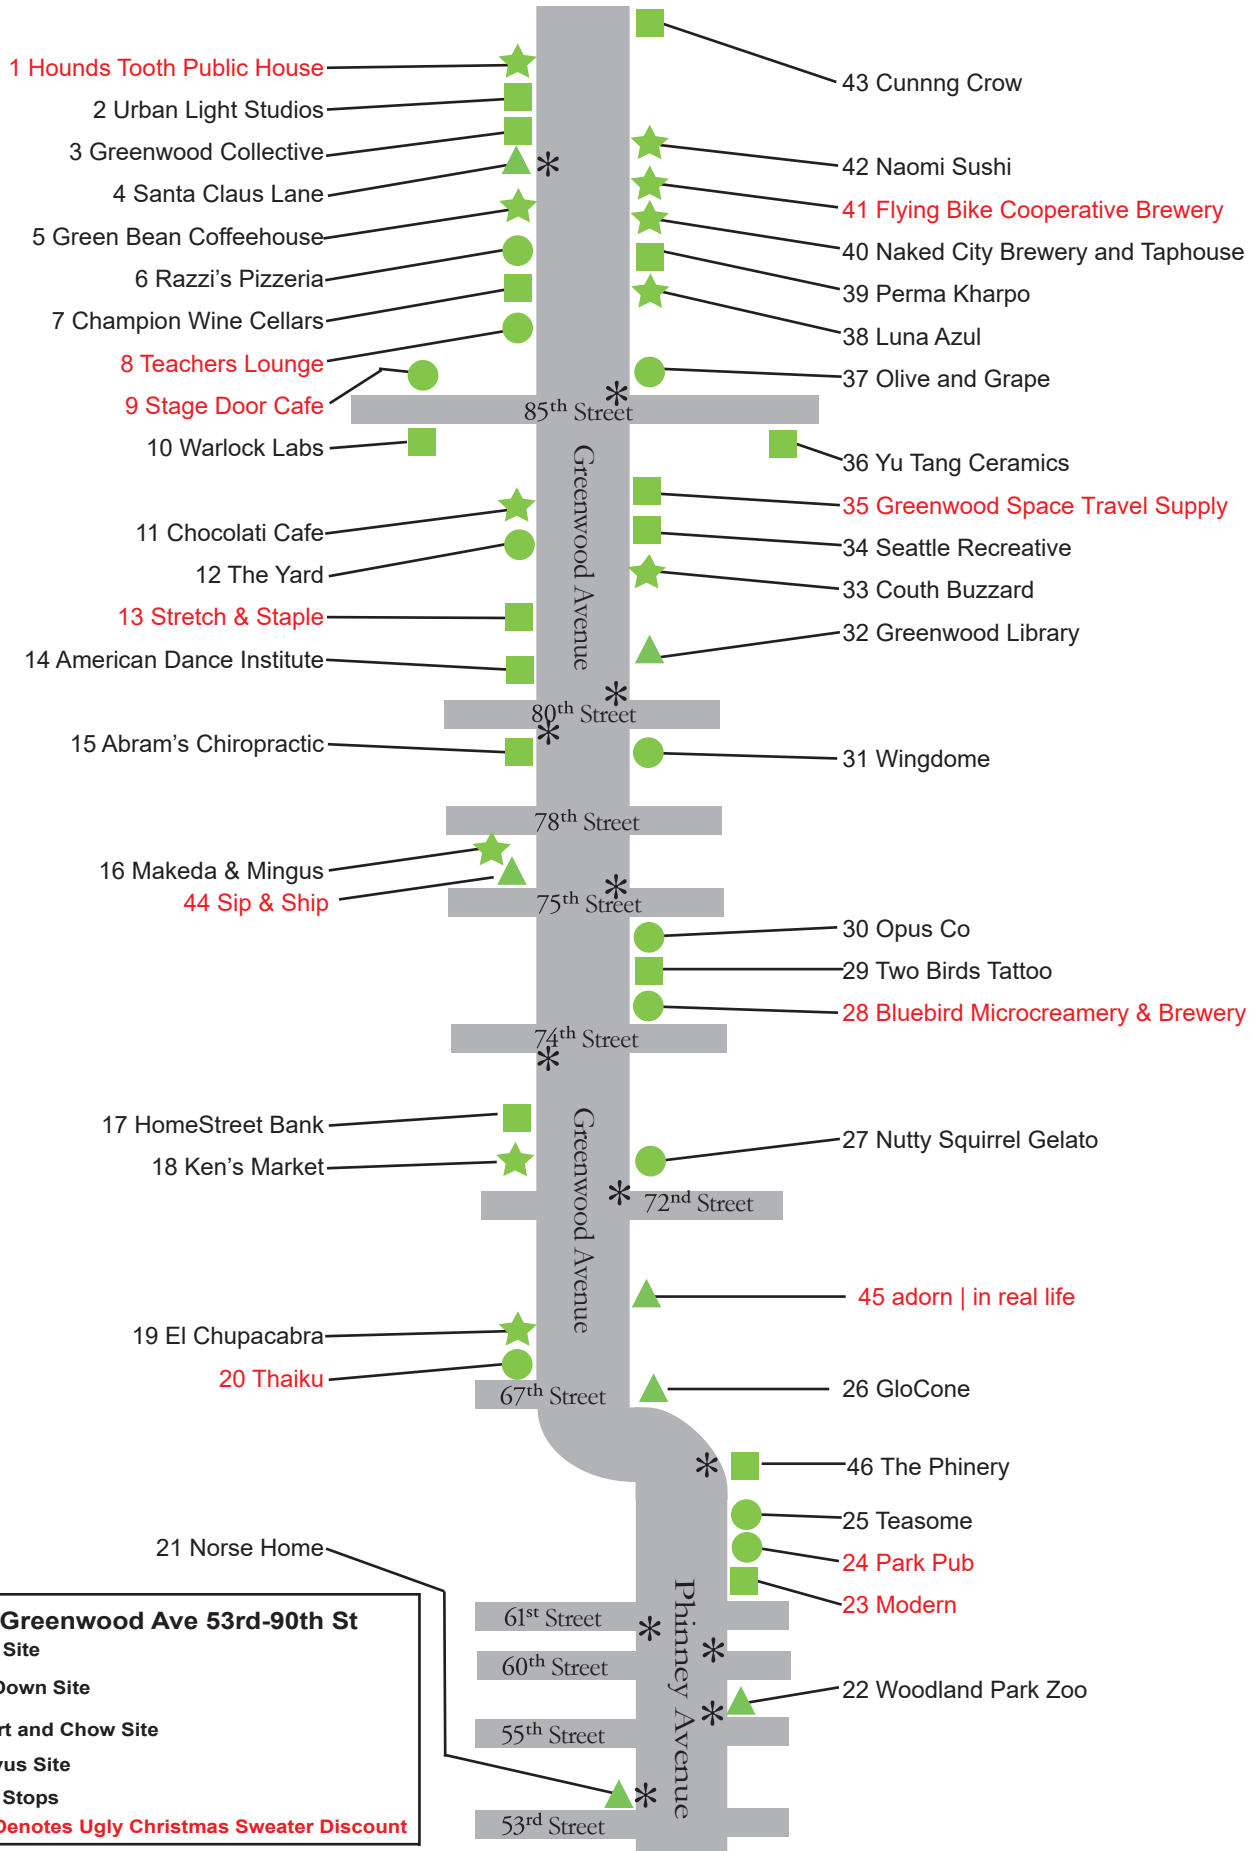 1 Hounds Tooth Public House
2 Urban Light Studios
3 Greenwood Collective
4 Santa Claus Lane
5 Green Bean Coffeehouse
6 Razzi's Pizzeria
7 Champion Wine Cellars
8 Teachers Lounge
9 Stage Door Cafe
10 Warlock Labs
11 Chocolati Cafe
12 The Yard
13 Stretch & Staple
14 American Dance Institute
15 Abram's Chiropractic
16 Makeda & Mingus
44 Sip & Ship
17 HomeStreet Bank
18 Ken's Market
19 El Chupacabra
20 Thaiku
21 Norse Home
*
85th Street
*
Greenwood Avenue
80th Street
*
*
78th Street
75th Street
*
74th Street
*
Greenwood Avenue
72nd Street
*
67th Street
*
Phinney Avenue
61st Street
*
*
60th Street
*
55th Street
*
53rd Street
43 Cunnng Crow
42 Naomi Sushi
41 Flying Bike Cooperative Brewery
40 Naked City Brewery and Taphouse
39 Perma Kharpo
38 Luna Azul
37 Olive and Grape
36 Yu Tang Ceramics
35 Greenwood Space Travel Supply
34 Seattle Recreative
33 Couth Buzzard
32 Greenwood Library
31 Wingdome
30 Opus Co
29 Two Birds Tattoo
28 Bluebird Microcreamery & Brewery
27 Nutty Squirrel Gelato
45 adorn | in real life
26 GloCone
46 The Phinery
25 Teasome
24 Park Pub
23 Modern
22 Woodland Park Zoo
Greenwood Ave 53rd-90th St
Site
Down Site
rt and Chow Site
us Site
Stops
Denotes Ugly Christmas Sweater Discount